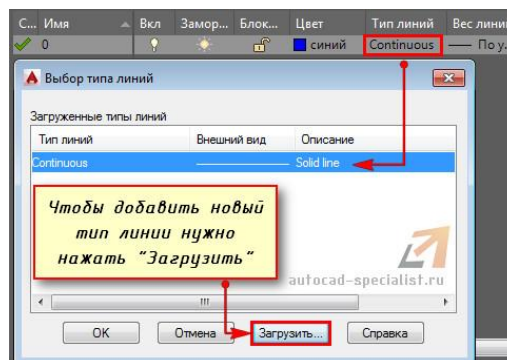 С... Имя Вкл Замор... Блок... Цвет Тип линий Вес лини
0 синий Continuous По у.
Выбор типа линий
Загруженные типы линий
Тип линий Внешний вид Описание
Continuous Solid line
Чтобы добавить новый
тип линии нужно
нажать "Загрузить"
autocad-specialist.ru
ОК Отмена Загрузить... Справка